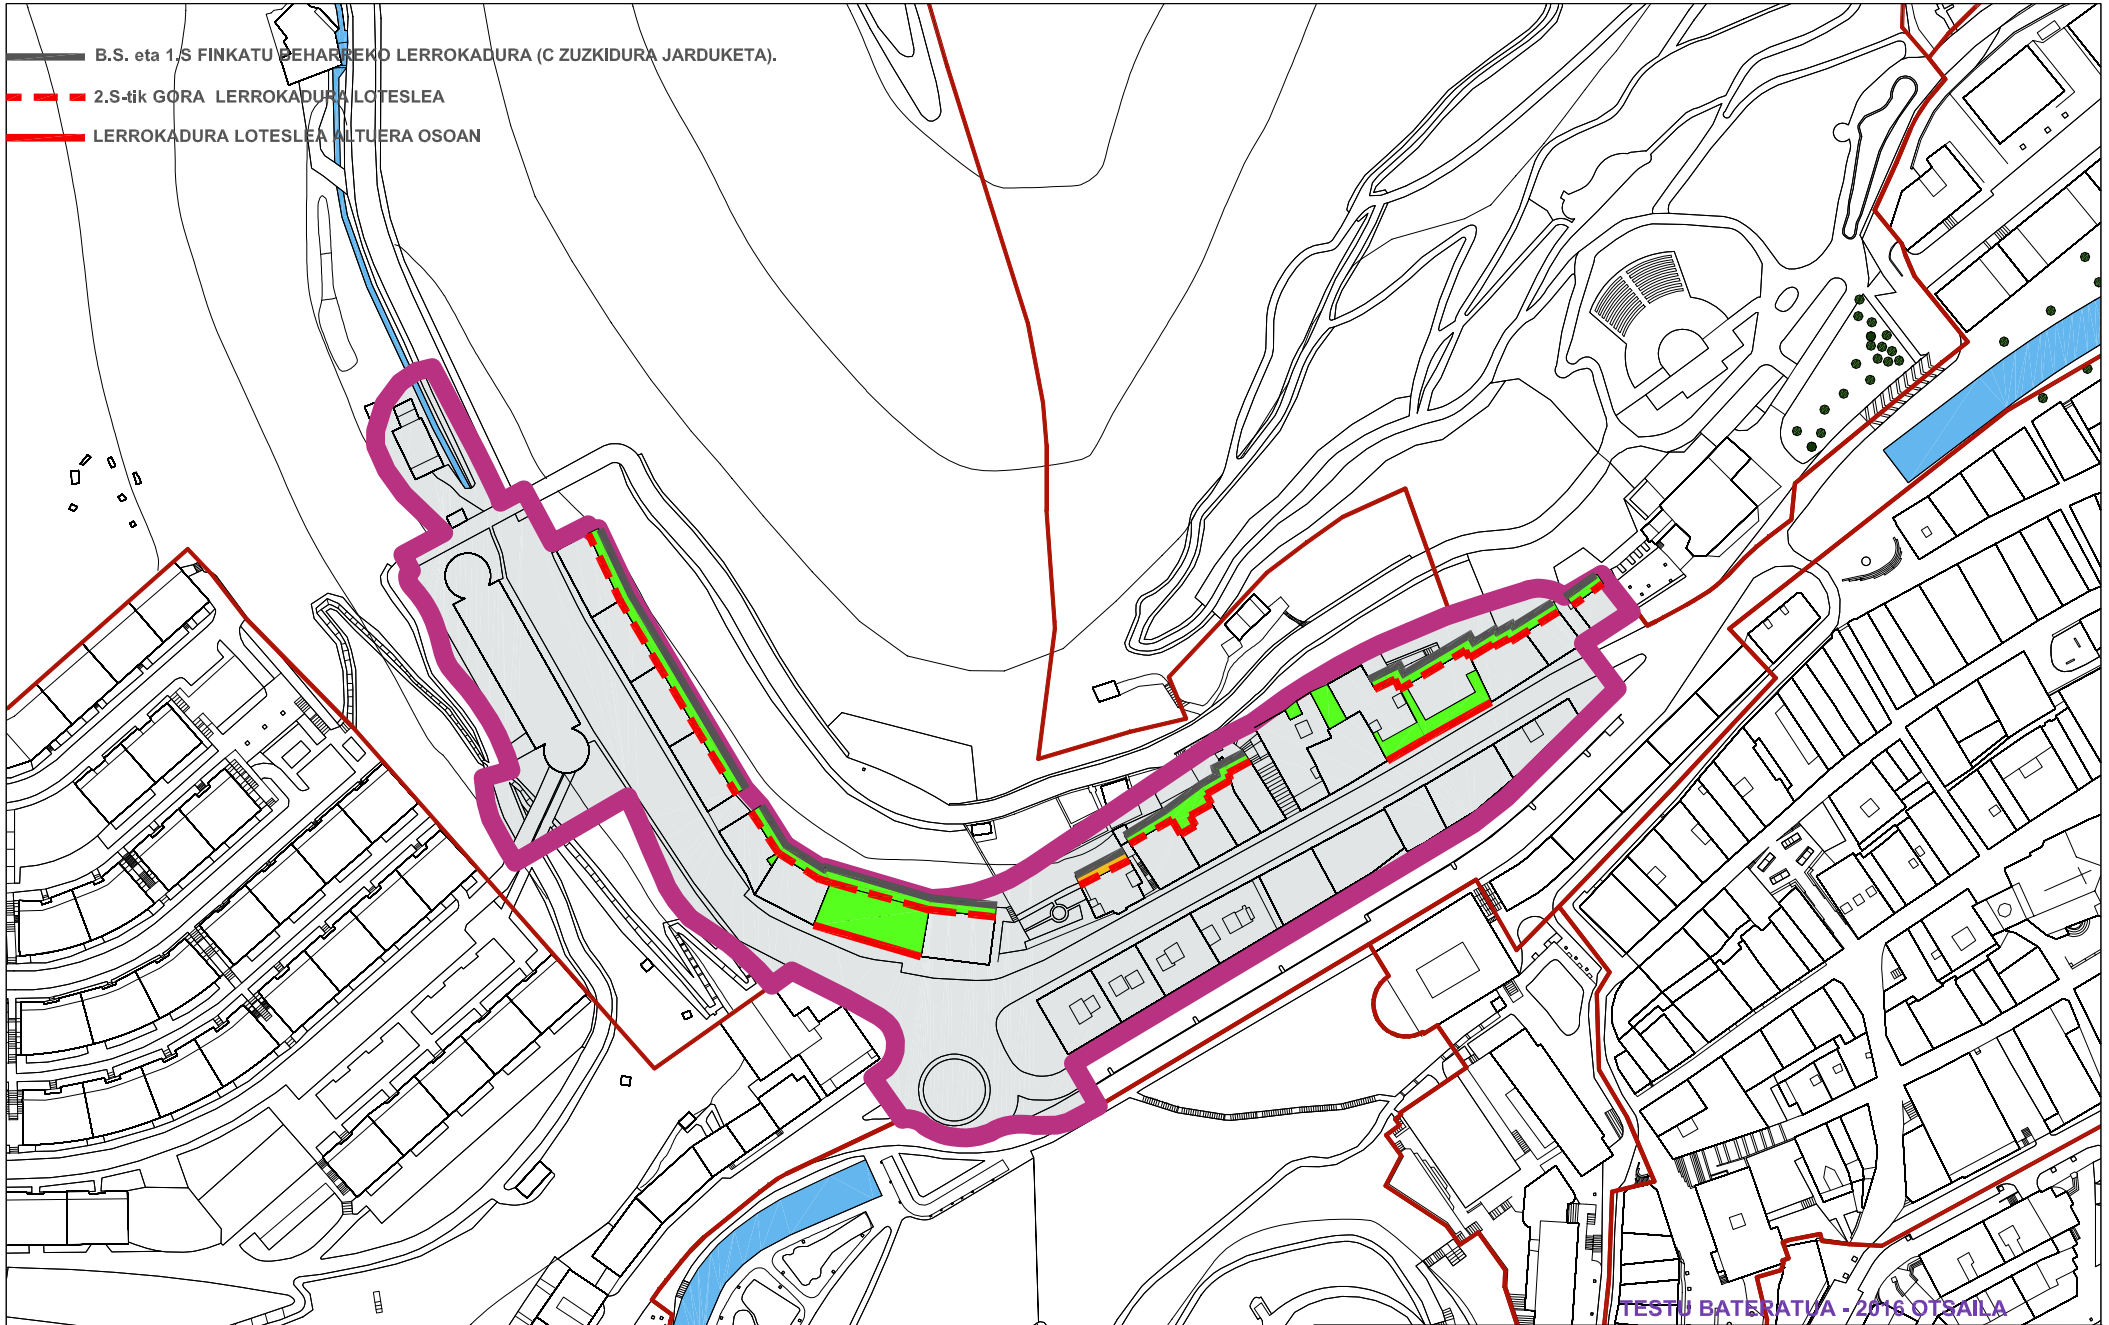 B.S. eta 1.S FINKATU BEHARREKO LERROKADURA (C ZUZKIDURA JARDUKETA).
2.S-tik GORA LERROKADURA LOTESLEA
LERROKADURA LOTESLEA ALTUERA OSOAN
TESTU BATERATUA - 2016 OTSAILA